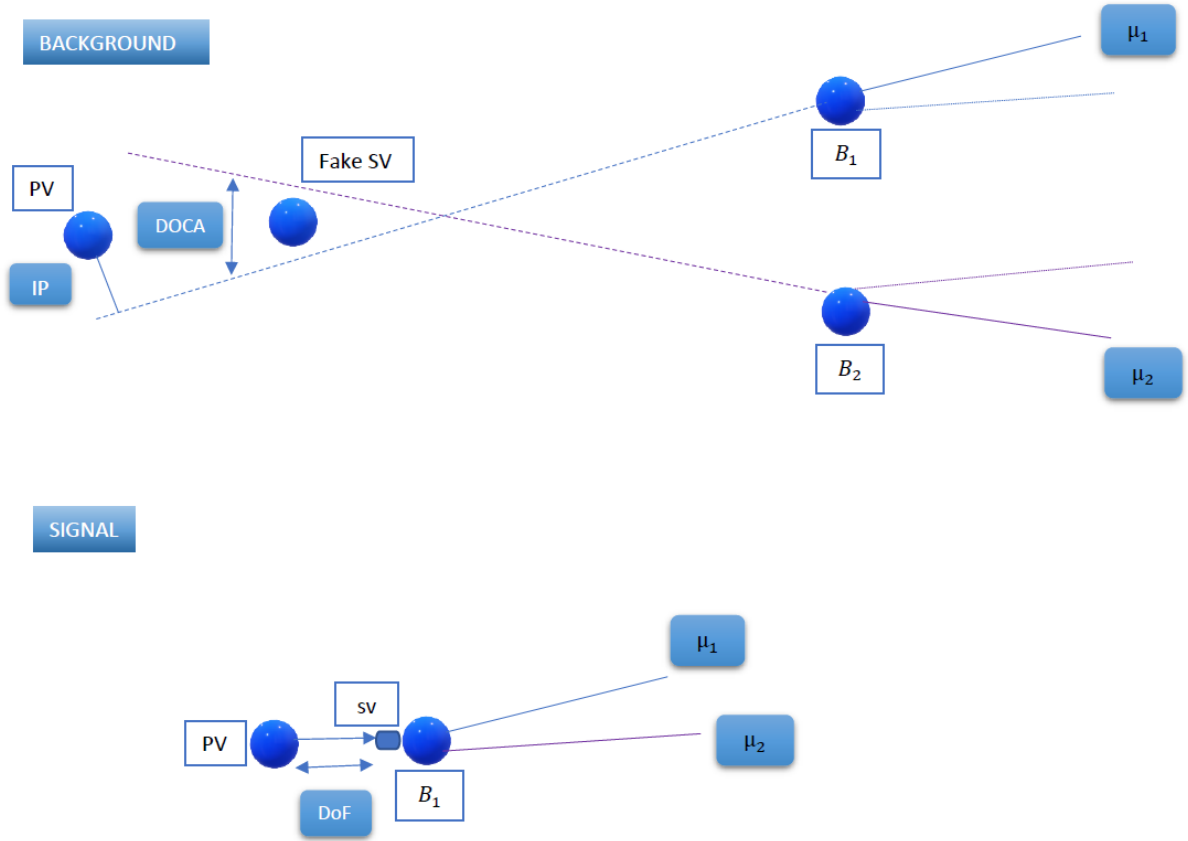 BACKGROUND
μ1
Fake SV
B1
PV
DOCA
IP
B2
μ2
SIGNAL
μ1
sv
PV
μ2
B1
DoF